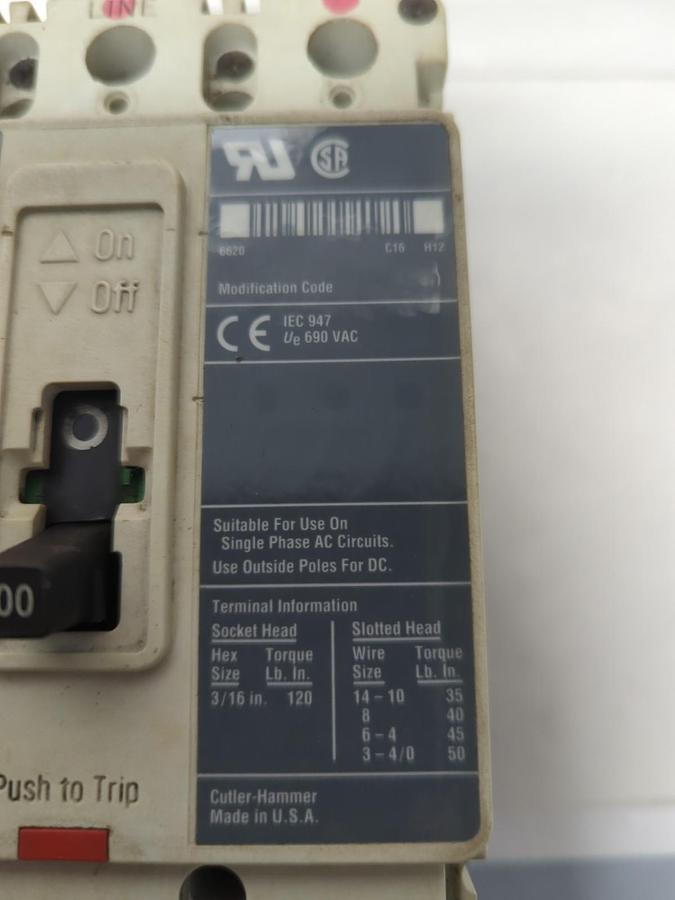 LINE
On
Off
00
Push to Trip
SA
6620 C16 H12
Modification Code
CE IEC 947
Ue 690 VAC
Suitable For Use On
Single Phase AC Circuits.
Use Outside Poles For DC.
Terminal Information
Socket Head Slotted Head
Hex Torque Wire Torque
Size Lb. In. Size Lb. In.
3/16 in. 120 14 – 10 35
8 40
6 – 4 45
3 – 4/0 50
Cutler-Hammer
Made in U.S.A.